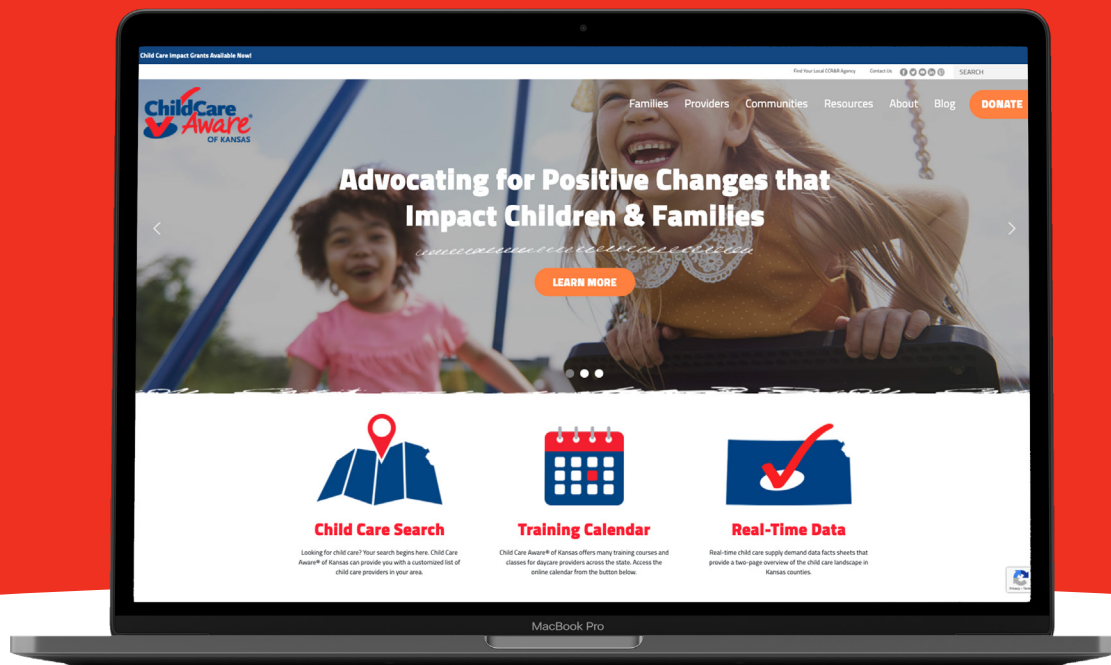 Child Care Impact Grants Available Now!
Find Your Local CCR&R Agency Contact Us SEARCH
ChildCare Aware® OF KANSAS
Families Providers Communities Resources About Blog DONATE
Advocating for Positive Changes that
Impact Children & Families
LEARN MORE
Child Care Search
Looking for child care? Your search begins here. Child Care
Aware® of Kansas can provide you with a customized list of
child care providers in your area.
Training Calendar
Child Care Aware® of Kansas offers many training courses and
classes for daycare providers across the state. Access the
online calendar from the button below.
Real-Time Data
Real-time child care supply demand data facts sheets that
provide a two-page overview of the child care landscape in
Kansas counties.
MacBook Pro